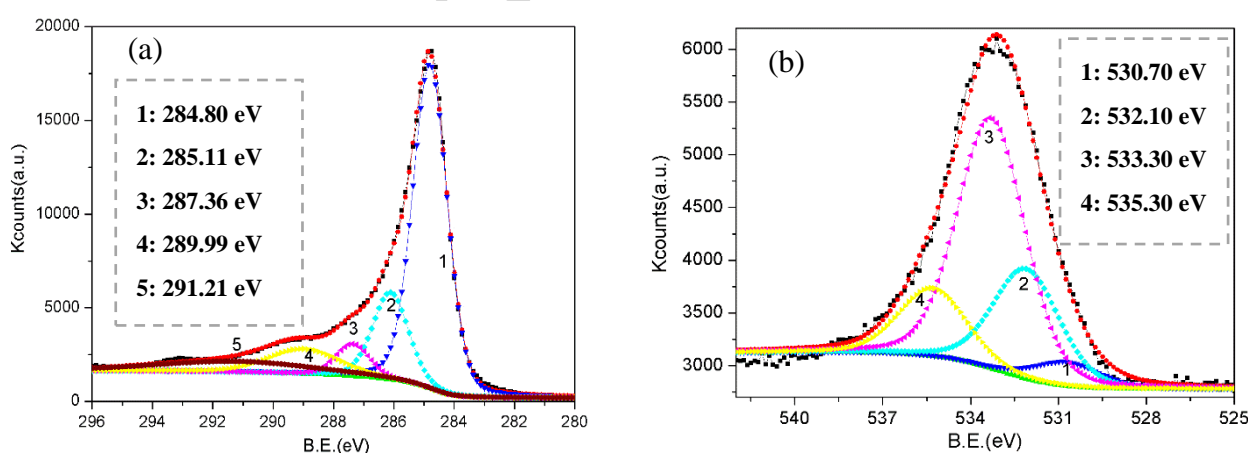 (a)
1: 284.80 eV
2: 285.11 eV
3: 287.36 eV
4: 289.99 eV
5: 291.21 eV
Kcounts(a.u.)
20000
15000
10000
5000
0
5
4
3
2
1
296 294 292 290 288 286 284 282 280
B.E.(eV)
(b)
1: 530.70 eV
2: 532.10 eV
3: 533.30 eV
4: 535.30 eV
Kcounts(a.u.)
6000
5500
5000
4500
4000
3500
3000
4
3
2
1
540 537 534 531 528 525
B.E.(eV)